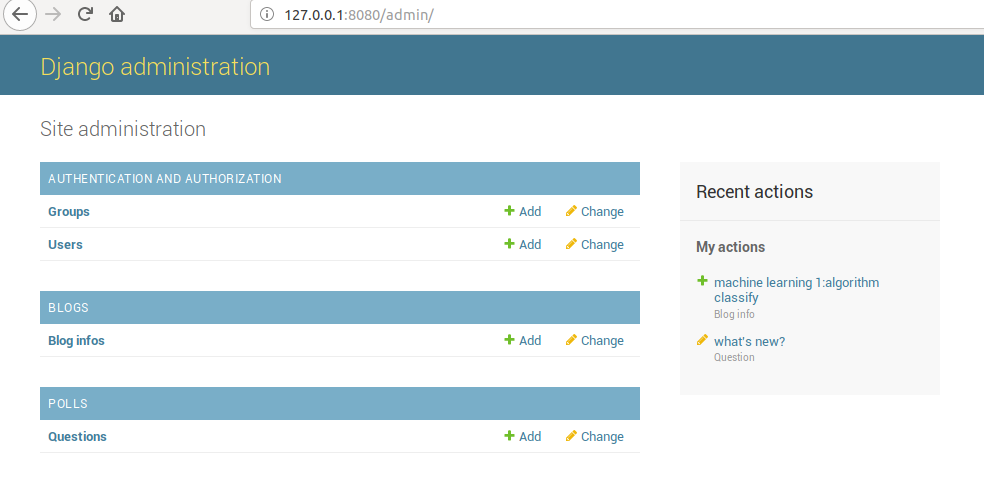 127.0.0.1:8080/admin/
Django administration
Site administration
AUTHENTICATION AND AUTHORIZATION
Groups Add Change
Users Add Change
BLOGS
Blog infos Add Change
POLLS
Questions Add Change
Recent actions
My actions
machine learning 1:algorithm
classify
Blog info
what's new?
Question